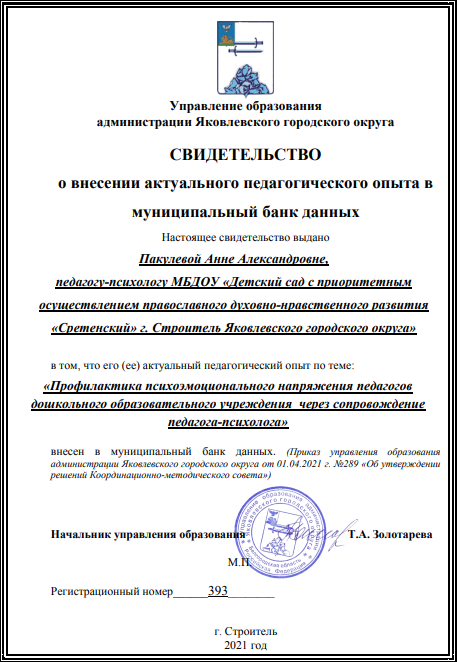 Управление образования
администрации Яковлевского городского округа
СВИДЕТЕЛЬСТВО
о внесении актуального педагогического опыта в
муниципальный банк данных
Настоящее свидетельство выдано
Пакулевой Анне Александровне,
педагогу-психологу МБДОУ «Детский сад с приоритетным
осуществлением православного духовно-нравственного развития
«Сретенский» г. Строитель Яковлевского городского округа»
в том, что его (ее) актуальный педагогический опыт по теме:
«Профилактика психоэмоционального напряжения педагогов
дошкольного образовательного учреждения через сопровождение
педагога-психолога»
внесен в муниципальный банк данных. (Приказ управления образования
администрации Яковлевского городского округа от 01.04.2021 г. №289 «Об утверждении
решений Координационно-методического совета»)
Начальник управления образования Т.А. Золотарева
М.П.
Регистрационный номер______393________
г. Строитель
2021 год